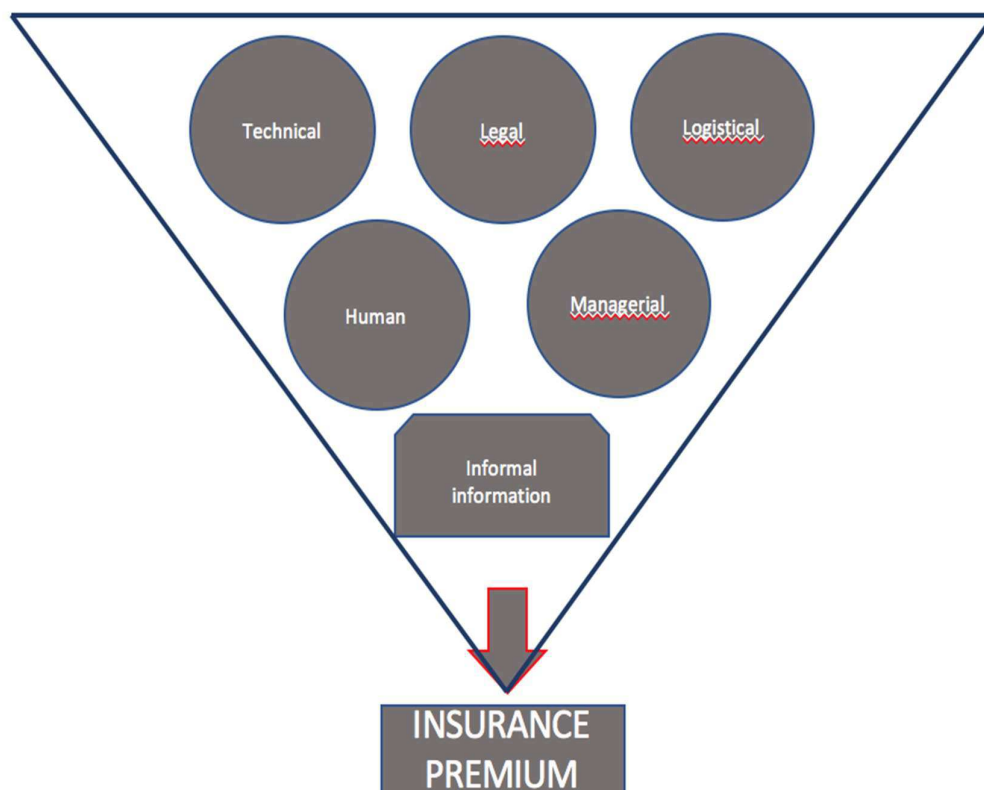 Technical
Legal
Logistical
Human
Managerial
Informal
information
INSURANCE
PREMIUM